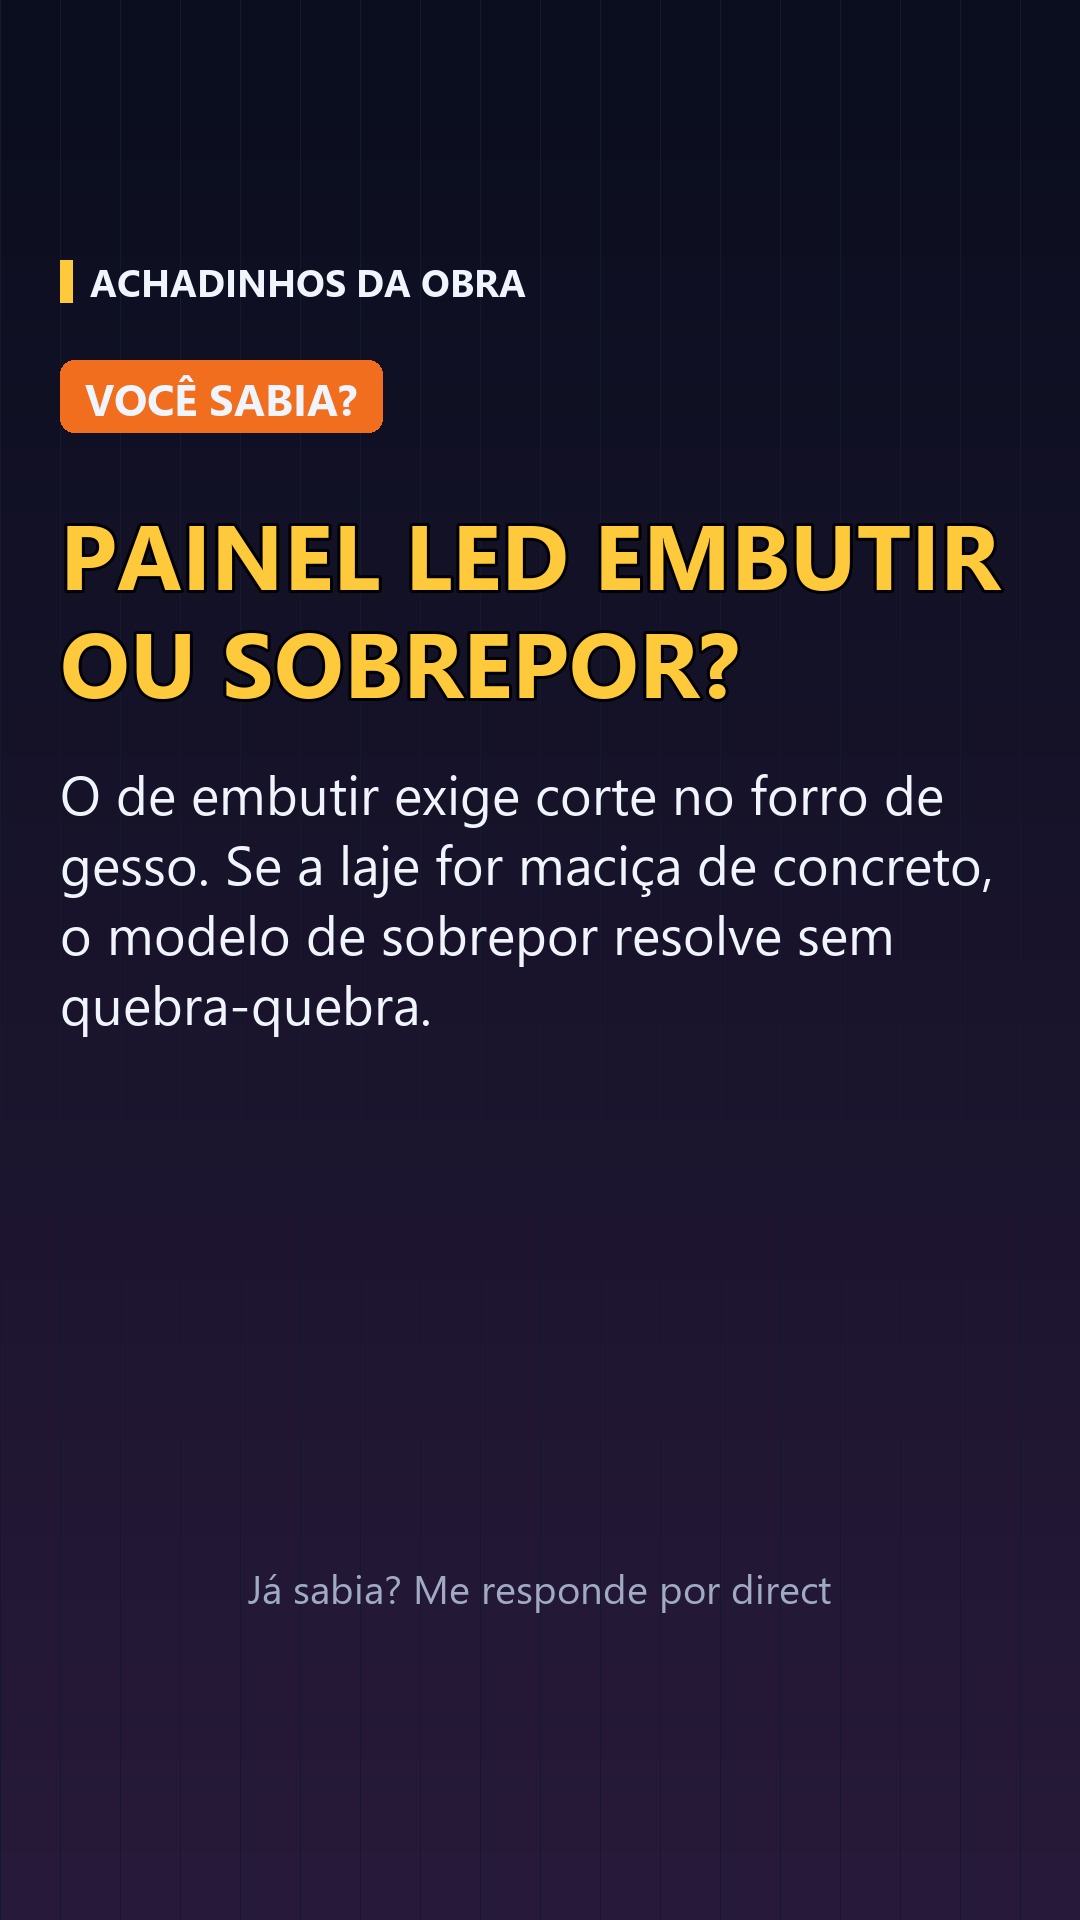 ACHADINHOS DA OBRA
VOCÊ SABIA?
PAINEL LED EMBUTIR
OU SOBREPOR?
O de embutir exige corte no forro de
gesso. Se a laje for maciça de concreto,
o modelo de sobrepor resolve sem
quebra-quebra.
Já sabia? Me responde por direct